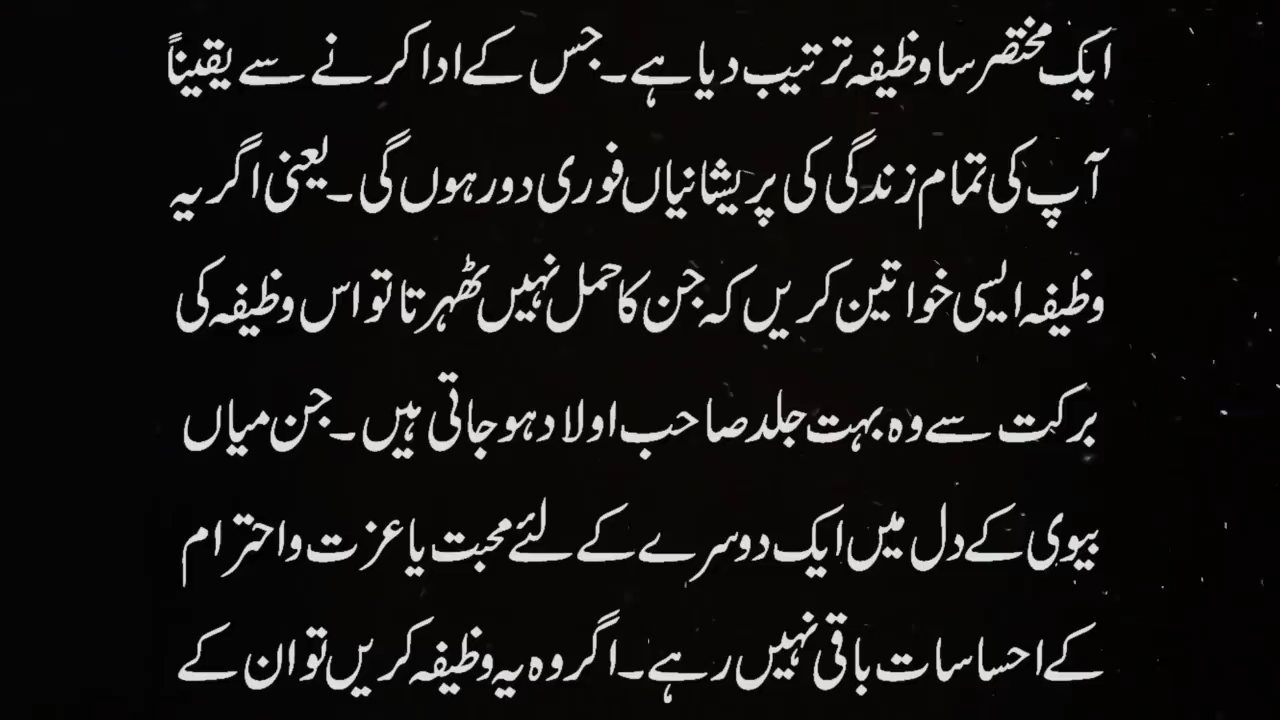 ایک مختصر سا وظیفہ ترتیب دیا ہے۔ جس کے ادا کرنے سے یقیناً
آپ کی تمام زندگی کی پریشانیاں فوری دور ہوں گی۔ یعنی اگر یہ
وظیفہ ایسی خواتین کریں کہ جن کا حمل نہیں ٹھہرتا تو اس وظیفہ کی
برکت سے وہ بہت جلد صاحب اولاد ہو جاتی ہیں۔ جن میاں
بیوی کے دل میں ایک دوسرے کے لئے محبت یا عزت و احترام
کے احساسات باقی نہیں رہے۔ اگر وہ یہ وظیفہ کریں تو ان کے